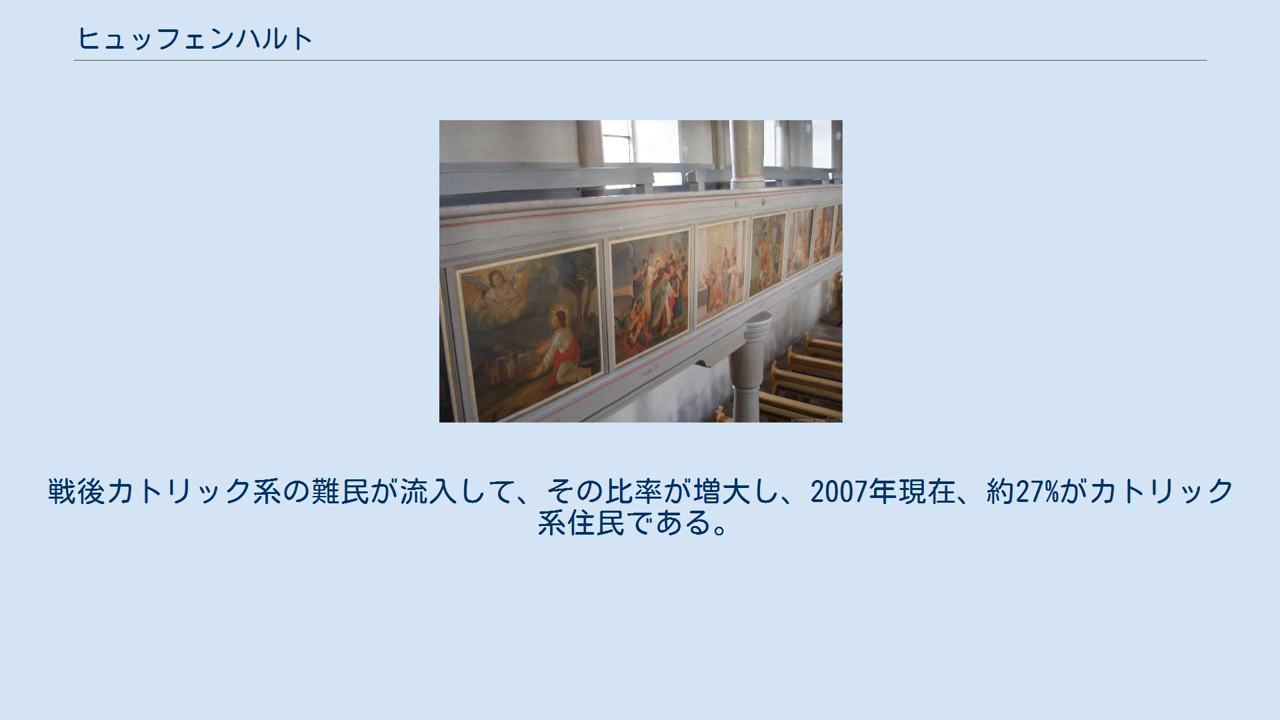 ヒュッフェンハルト
戦後カトリック系の難民が流入して、その比率が増大し、2007年現在、約27%がカトリック
系住民である。